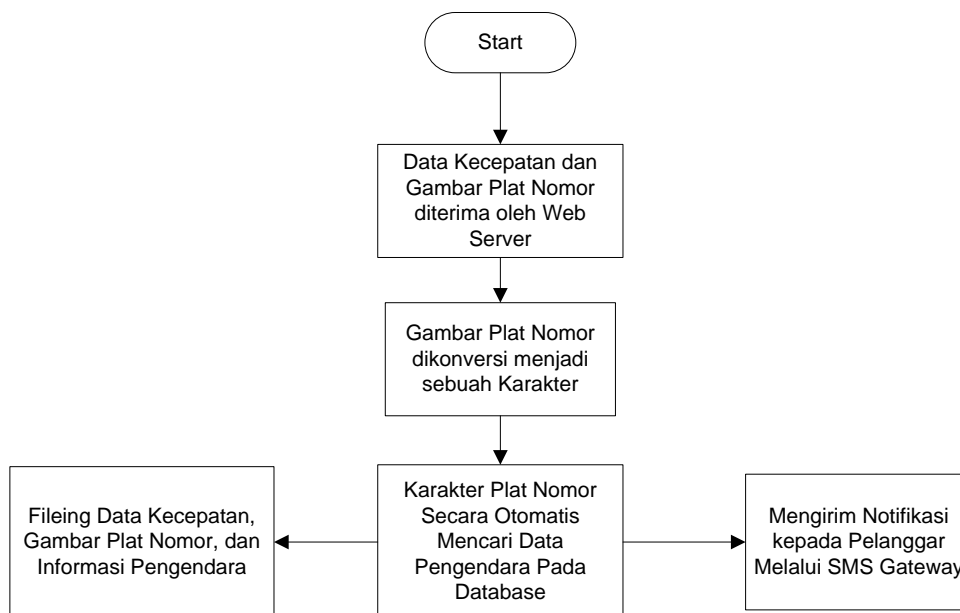 Start
Data Kecepatan dan
Gambar Plat Nomor
diterima oleh Web
Server
Gambar Plat Nomor
dikonversi menjadi
sebuah Karakter
Fileing Data Kecepatan,
Gambar Plat Nomor, dan
Informasi Pengendara
Karakter Plat Nomor
Secara Otomatis
Mencari Data
Pengendara Pada
Database
Mengirim Notifikasi
kepada Pelanggar
Melalui SMS Gateway